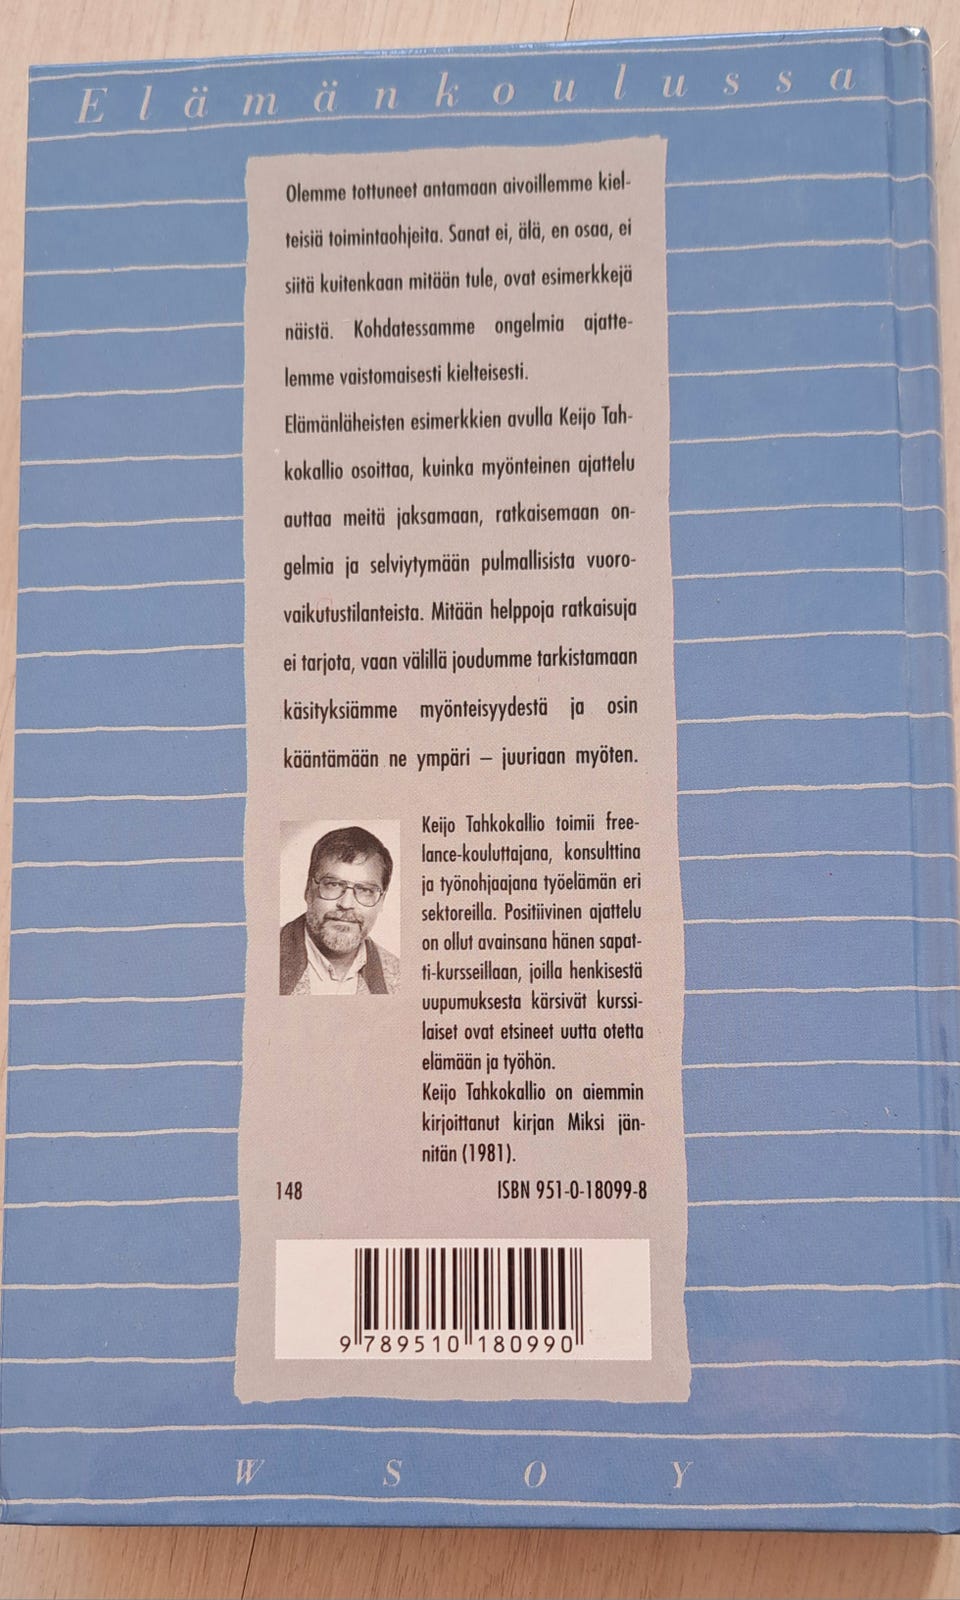 Elämänkoulussa
Olemme tottuneet antamaan aivoillemme kiel-
teisiä toimintaohjeita. Sanat ei, älä, en osaa, ei
siitä kuitenkaan mitään tule, ovat esimerkkejä
näistä. Kohdatessamme ongelmia ajatte-
lemme vaistomaisesti kielteisesti.
Elämänläheisten esimerkkien avulla Keijo Tah-
kokallio osoittaa, kuinka myönteinen ajattelu
auttaa meitä jaksamaan, ratkaisemaan on-
gelmia ja selviytymään pulmallisista vuoro-
vaikutustilanteista. Mitään helppoja ratkaisuja
ei tarjota, vaan välillä joudumme tarkistamaan
käsityksiämme myönteisyydestä ja osin
kääntämään ne ympäri – juuriaan myöten.
Keijo Tahkokallio toimii free-
lance-kouluttajana, konsulttina
ja työnohjaajana työelämän eri
sektoreilla. Positiivinen ajattelu
on ollut avainsana hänen sapat-
ti-kursseillaan, joilla henkisestä
uupumuksesta kärsivät kurssi-
laiset ovat etsineet uutta otetta
elämään ja työhön.
Keijo Tahkokallio on aiemmin
kirjoittanut kirjan Miksi jän-
nitän (1981).
148 ISBN 951-0-18099-8
9 789510 180990
WSOY